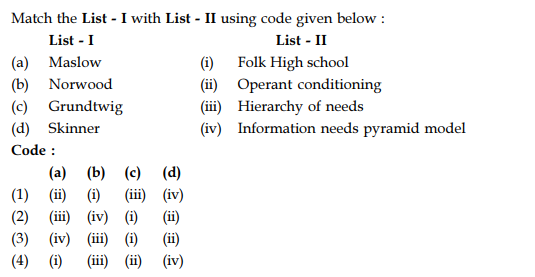 Match the List - I with List - II using code given below :
List - I List - II
(a) Maslow (i) Folk High school
(b) Norwood (ii) Operant conditioning
(c) Grundtwig (iii) Hierarchy of needs
(d) Skinner (iv) Information needs pyramid model
Code :
(a) (b) (c) (d)
(1) (ii) (i) (iii) (iv)
(2) (iii) (iv) (i) (ii)
(3) (iv) (iii) (i) (ii)
(4) (i) (iii) (ii) (iv)